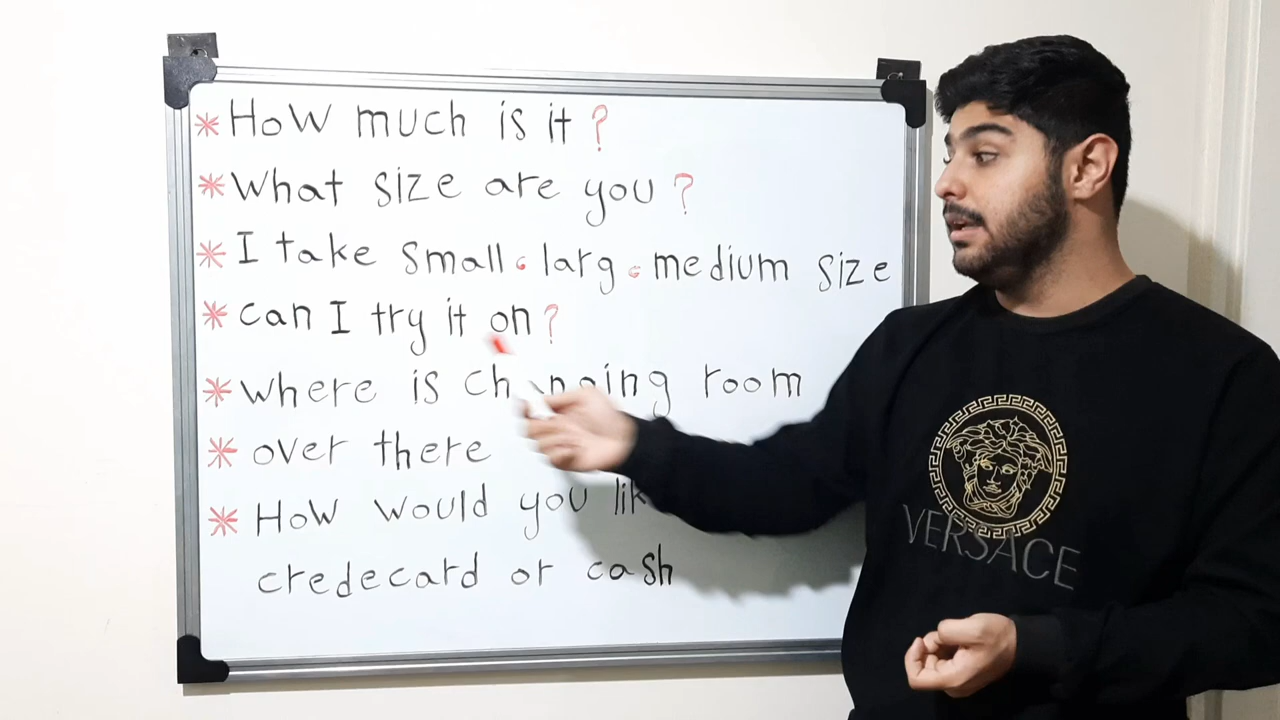 * How much is it ?
* What size are you ?
* I take small، larg، medium size
* can I try it on ?
* where is changing room
* over there
* How would you
credecard or cash
VERSACE